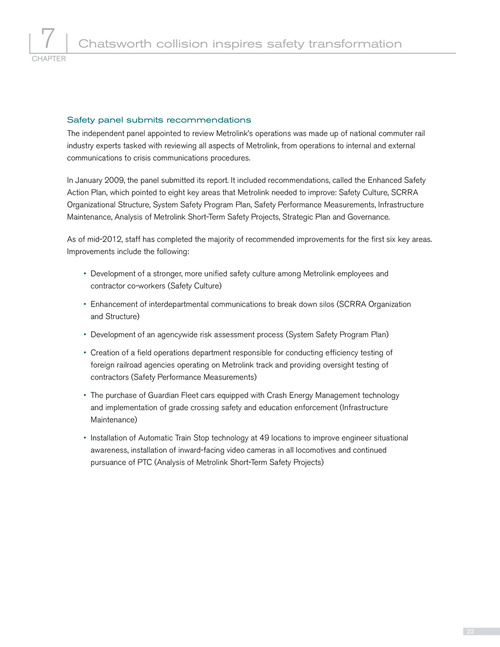 7
CHAPTER
Chatsworth collision inspires safety transformation
Safety panel submits recommendations
The independent panel appointed to review Metrolink's operations was made up of national commuter rail
industry experts tasked with reviewing all aspects of Metrolink, from operations to internal and external
communications to crisis communications procedures.
In January 2009, the panel submitted its report. It included recommendations, called the Enhanced Safety
Action Plan, which pointed to eight key areas that Metrolink needed to improve: Safety Culture, SCRRA
Organizational Structure, System Safety Program Plan, Safety Performance Measurements, Infrastructure
Maintenance, Analysis of Metrolink Short-Term Safety Projects, Strategic Plan and Governance.
As of mid-2012, staff has completed the majority of recommended improvements for the first six key areas.
Improvements include the following:
• Development of a stronger, more unified safety culture among Metrolink employees and
contractor co-workers (Safety Culture)
• Enhancement of interdepartmental communications to break down silos (SCRRA Organization
and Structure)
• Development of an agencywide risk assessment process (System Safety Program Plan)
• Creation of a field operations department responsible for conducting efficiency testing of
foreign railroad agencies operating on Metrolink track and providing oversight testing of
contractors (Safety Performance Measurements)
• The purchase of Guardian Fleet cars equipped with Crash Energy Management technology
and implementation of grade crossing safety and education enforcement (Infrastructure
Maintenance)
• Installation of Automatic Train Stop technology at 49 locations to improve engineer situational
awareness, installation of inward-facing video cameras in all locomotives and continued
pursuance of PTC (Analysis of Metrolink Short-Term Safety Projects)